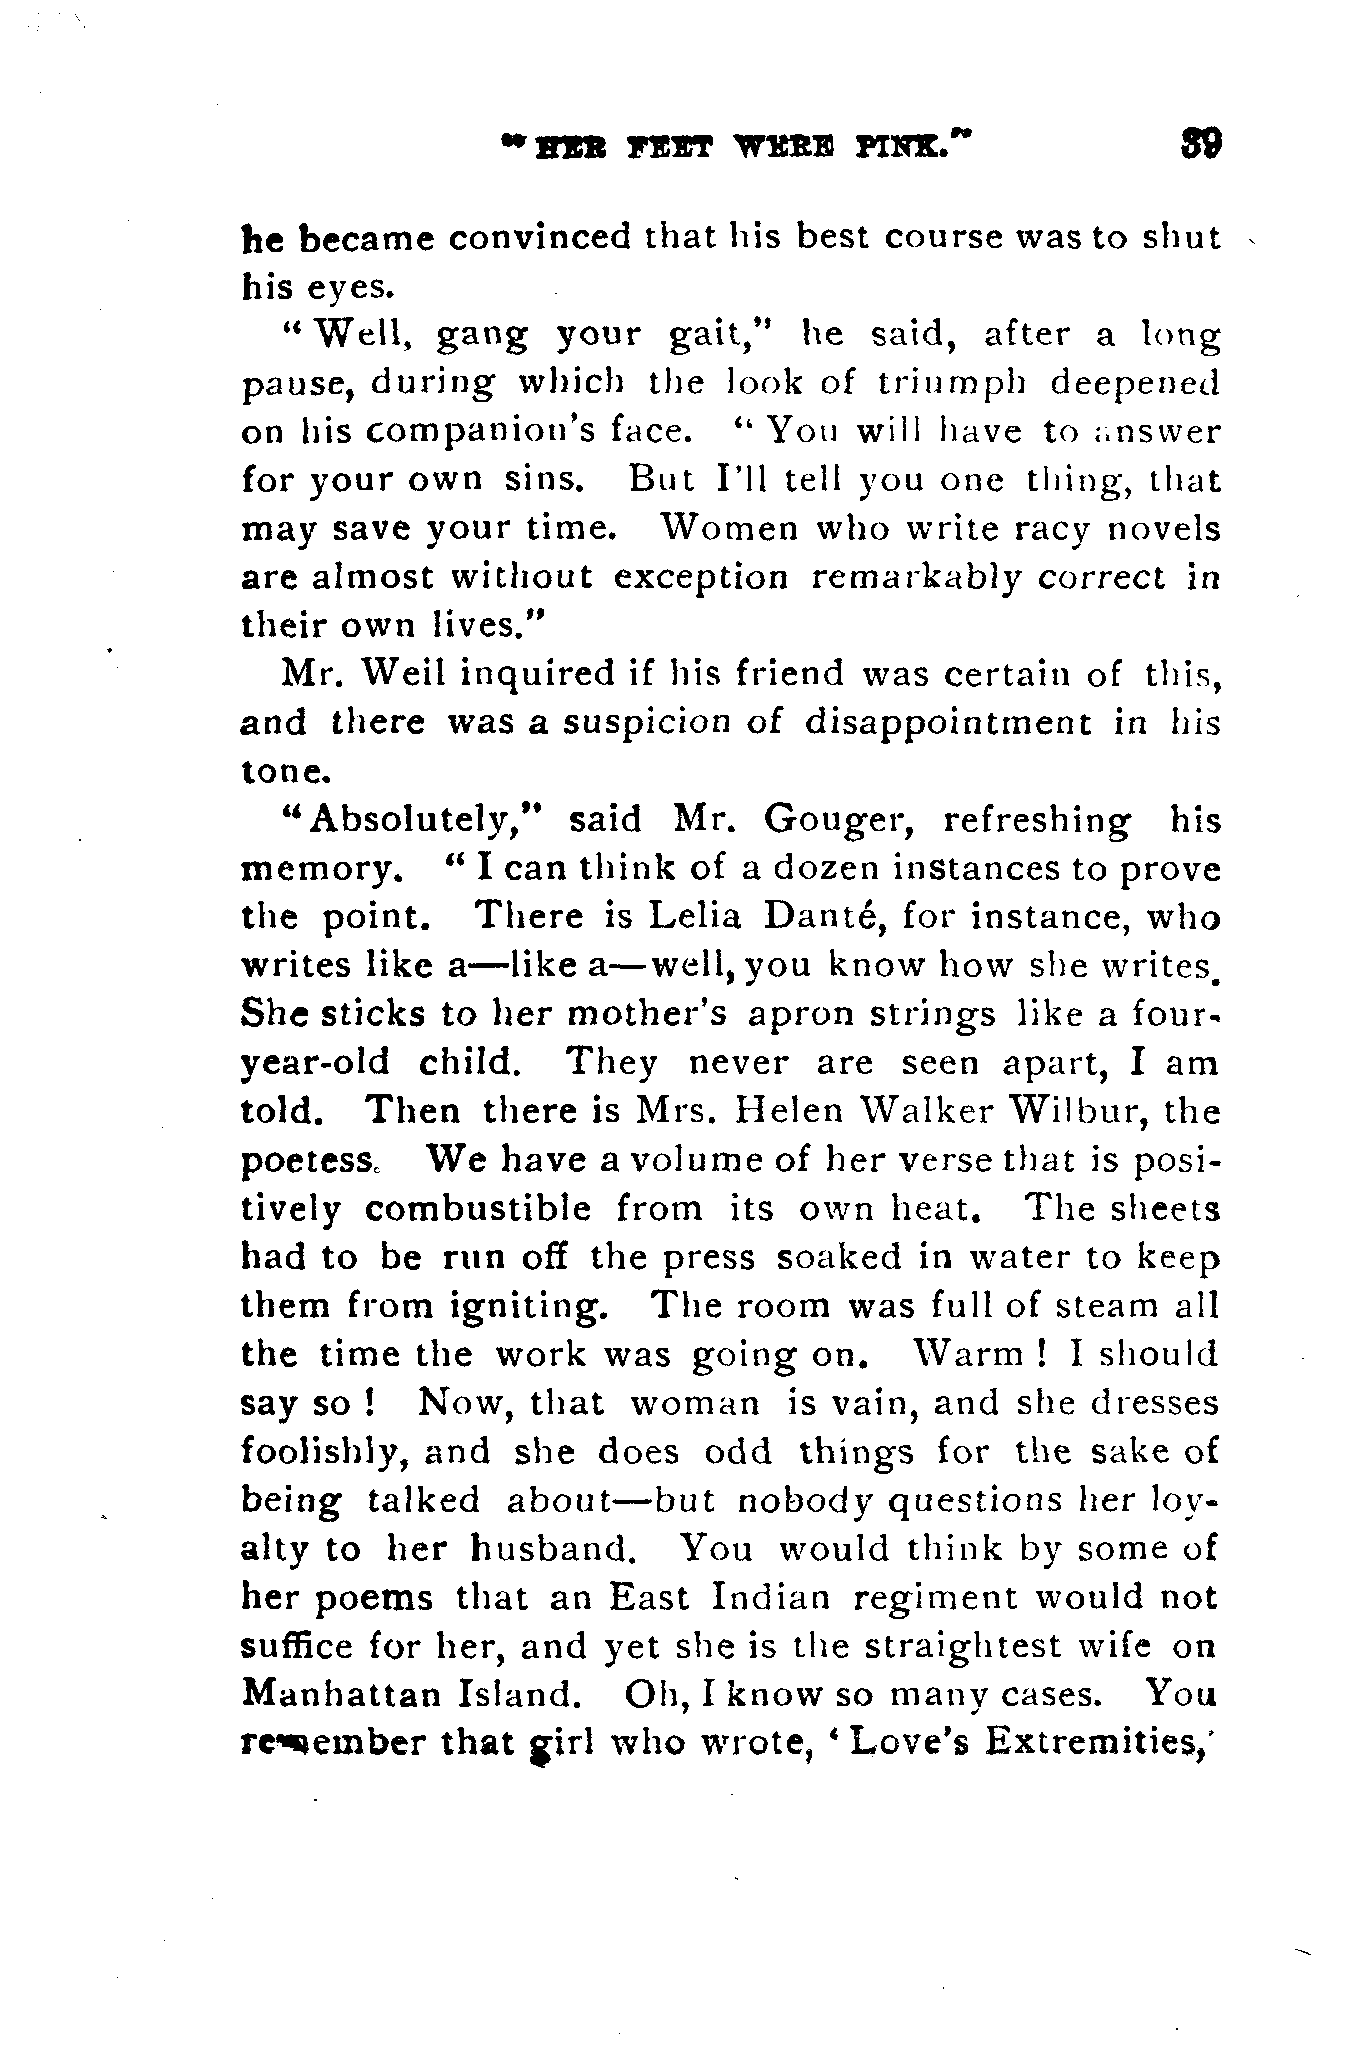 "HER FEET WERE PINK." 39
he became convinced that his best course was to shut
his eyes.
"Well, gang your gait," he said, after a long
pause, during which the look of triumph deepened
on his companion's face. "You will have to answer
for your own sins. But I'll tell you one thing, that
may save your time. Women who write racy novels
are almost without exception remarkably correct in
their own lives."
Mr. Weil inquired if his friend was certain of this,
and there was a suspicion of disappointment in his
tone.
"Absolutely," said Mr. Gouger, refreshing his
memory. "I can think of a dozen instances to prove
the point. There is Lelia Danté, for instance, who
writes like a—like a—well, you know how she writes.
She sticks to her mother's apron strings like a four-
year-old child. They never are seen apart, I am
told. Then there is Mrs. Helen Walker Wilbur, the
poetess. We have a volume of her verse that is posi-
tively combustible from its own heat. The sheets
had to be run off the press soaked in water to keep
them from igniting. The room was full of steam all
the time the work was going on. Warm! I should
say so! Now, that woman is vain, and she dresses
foolishly, and she does odd things for the sake of
being talked about—but nobody questions her loy-
alty to her husband. You would think by some of
her poems that an East Indian regiment would not
suffice for her, and yet she is the straightest wife on
Manhattan Island. Oh, I know so many cases. You
remember that girl who wrote, 'Love's Extremities,'